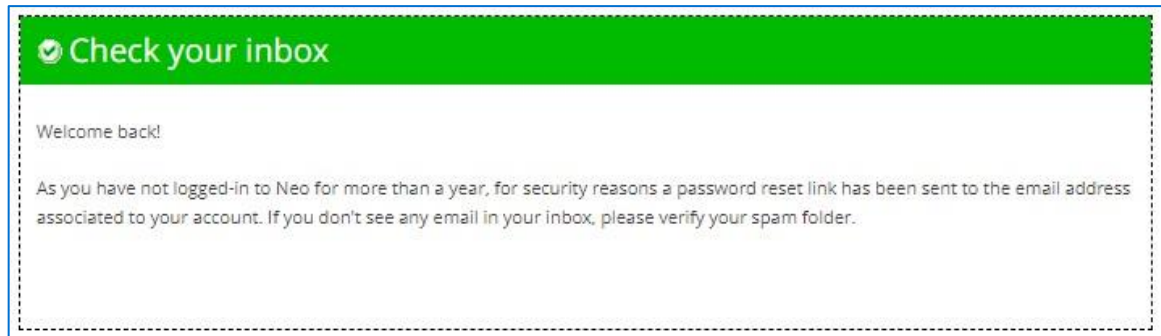 Check your inbox
Welcome back!
As you have not logged-in to Neo for more than a year, for security reasons a password reset link has been sent to the email address
associated to your account. If you don't see any email in your inbox, please verify your spam folder.